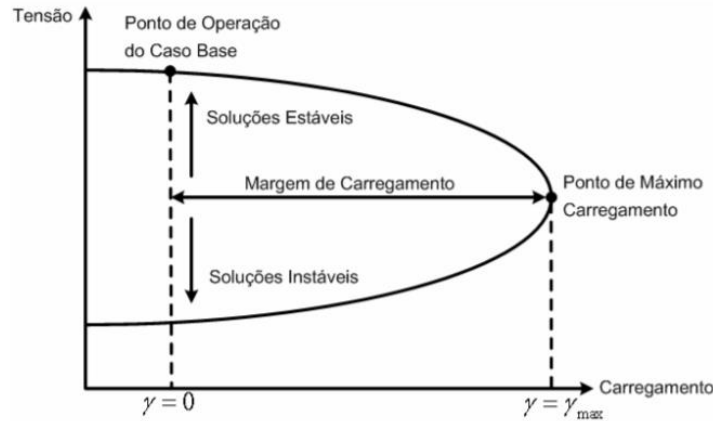 Tensão
Ponto de Operação
do Caso Base
Soluções Estáveis
Margem de Carregamento
Ponto de Máximo
Carregamento
Soluções Instáveis
Carregamento
γ = 0
γ = γmax